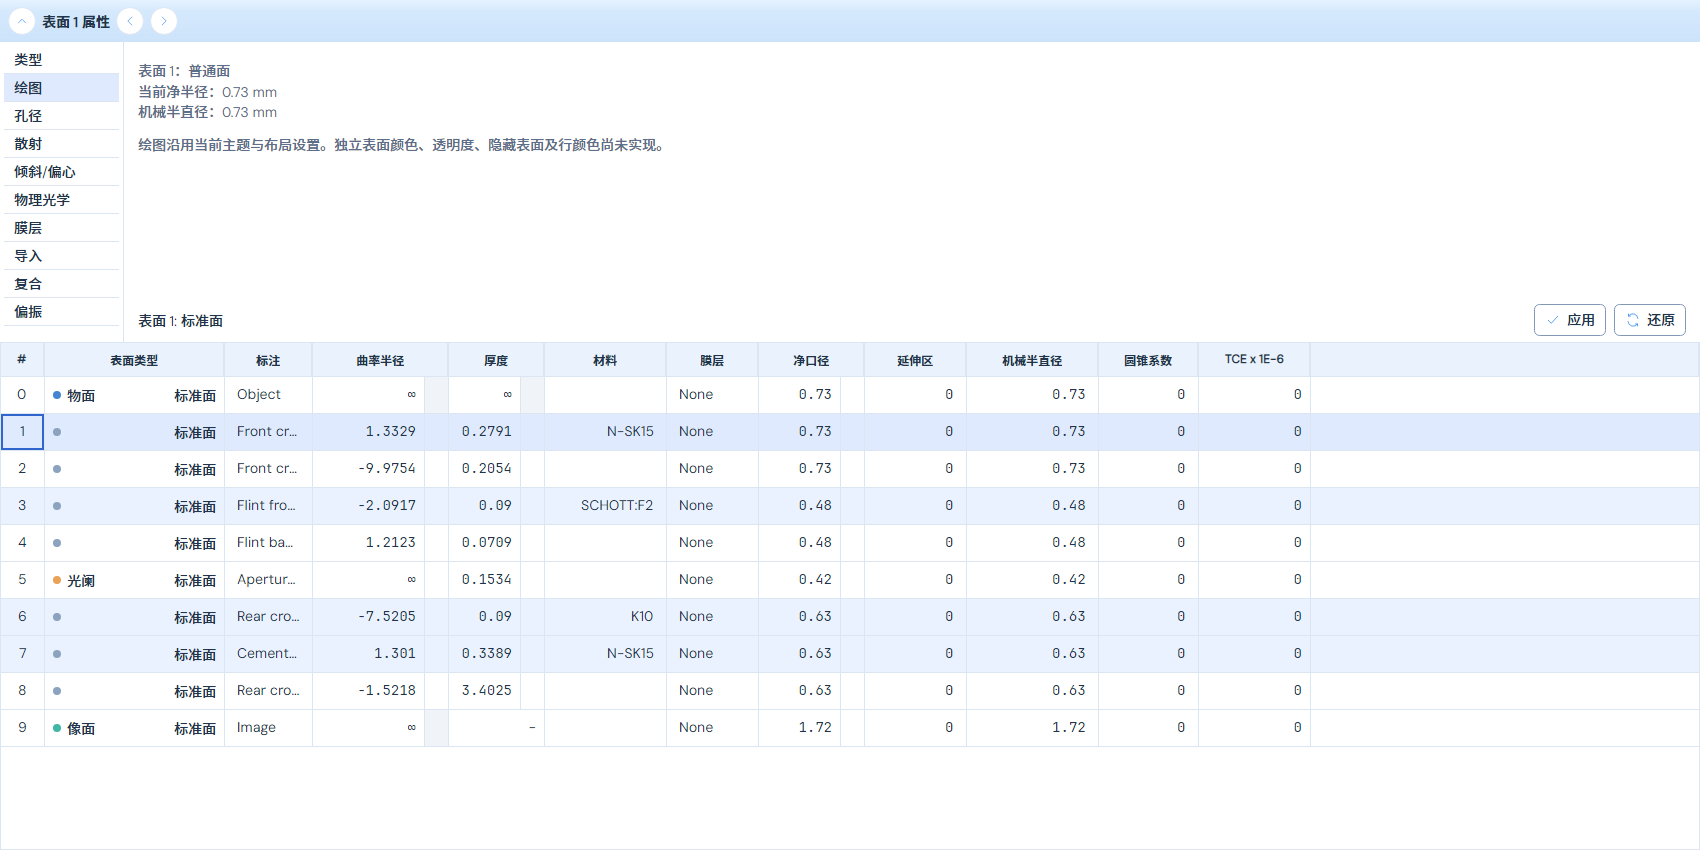 表面 1 属性
类型
绘图
孔径
散射
倾斜/偏心
物理光学
膜层
导入
复合
偏振
表面 1：普通面
当前净半径：0.73 mm
机械半直径：0.73 mm
绘图沿用当前主题与布局设置。独立表面颜色、透明度、隐藏表面及行颜色尚未实现。
表面 1: 标准面
应用
还原
# 表面类型 标注 曲率半径 厚度 材料 膜层 净口径 延伸区 机械半直径 圆锥系数 TCE x 1E-6
0 物面 标准面 Object ∞ ∞ None 0.73 0 0.73 0 0
1 标准面 Front cr... 1.3329 0.2791 N-SK15 None 0.73 0 0.73 0 0
2 标准面 Front cr... -9.9754 0.2054 None 0.73 0 0.73 0 0
3 标准面 Flint fro... -2.0917 0.09 SCHOTT:F2 None 0.48 0 0.48 0 0
4 标准面 Flint ba... 1.2123 0.0709 None 0.48 0 0.48 0 0
5 光阑 标准面 Apertur... ∞ 0.1534 None 0.42 0 0.42 0 0
6 标准面 Rear cro... -7.5205 0.09 K10 None 0.63 0 0.63 0 0
7 标准面 Cement... 1.301 0.3389 N-SK15 None 0.63 0 0.63 0 0
8 标准面 Rear cro... -1.5218 3.4025 None 0.63 0 0.63 0 0
9 像面 标准面 Image ∞ - None 1.72 0 1.72 0 0